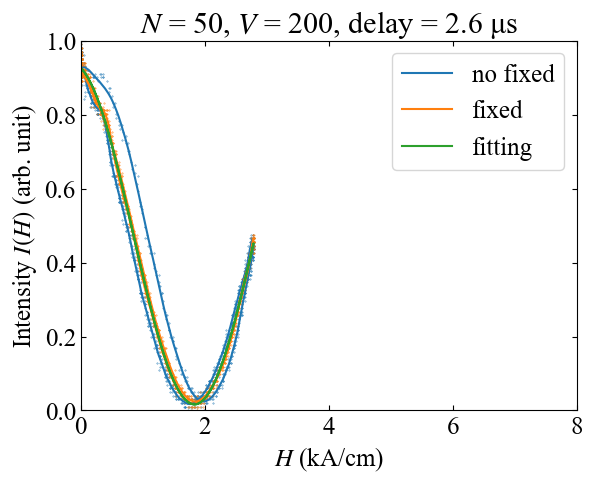 N = 50, V = 200, delay = 2.6 μs
no fixed
fixed
fitting
Intensity I(H) (arb. unit)
1.0
0.8
0.6
0.4
0.2
0.0
0 2 4 6 8
H (kA/cm)